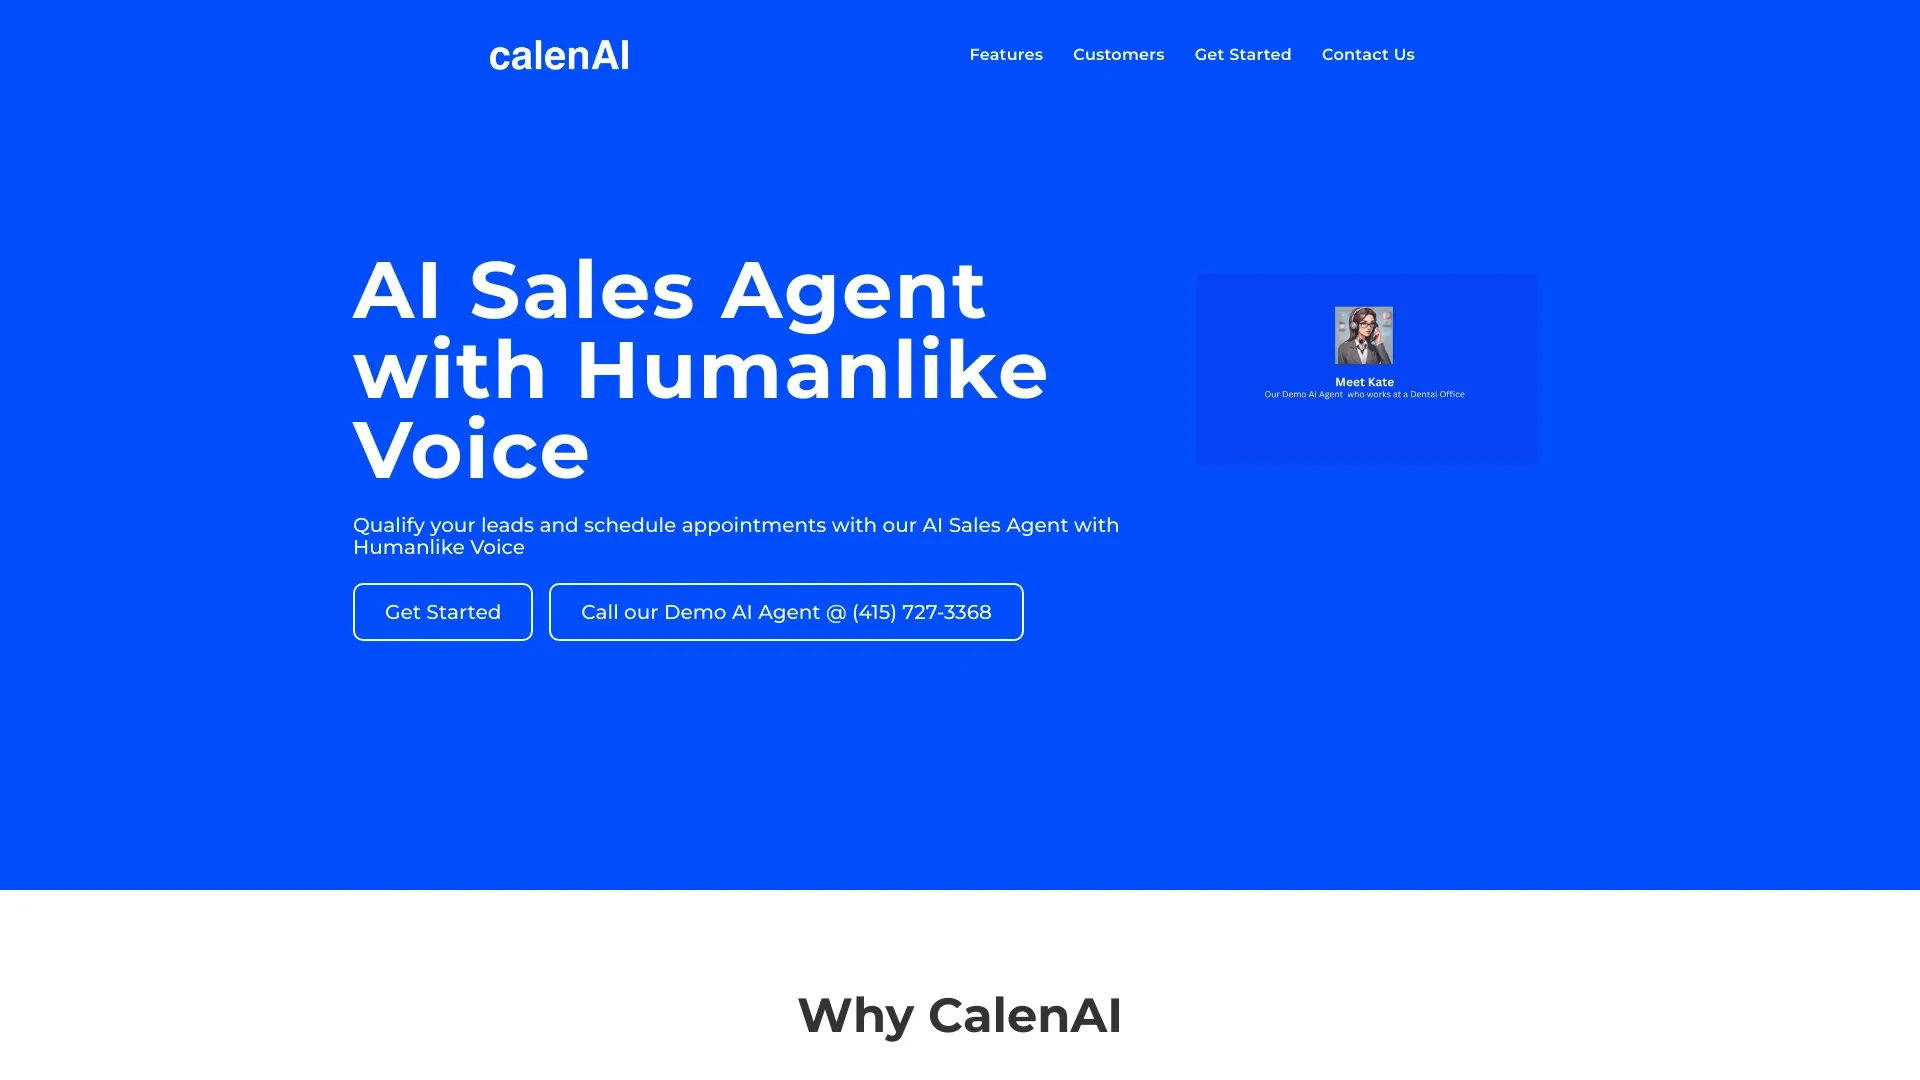 calenAI
Features
Customers
Get Started
Contact Us
AI Sales Agent
with Humanlike
Voice
Qualify your leads and schedule appointments with our AI Sales Agent with
Humanlike Voice
Get Started
Call our Demo AI Agent @ (415) 727-3368
Meet Kate
Our Demo AI Agent who works at a Dental Office
Why CalenAI